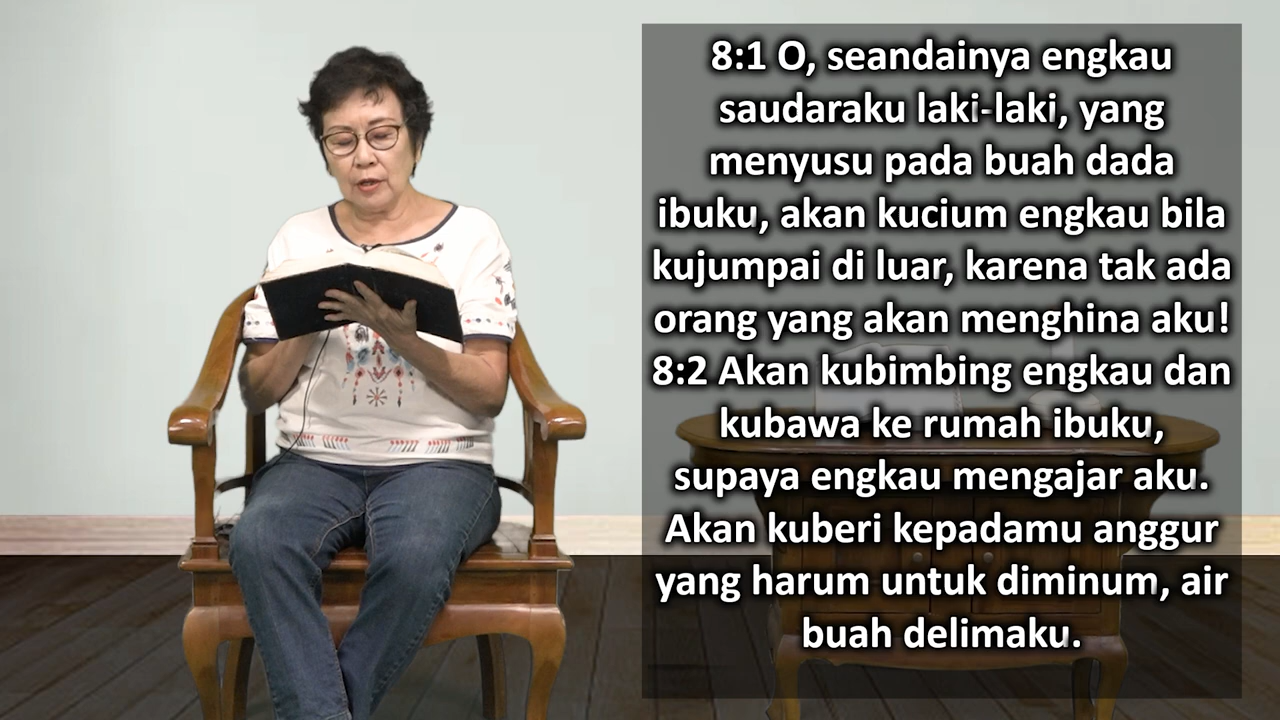 8:1 O, seandainya engkau
saudaraku laki-laki, yang
menyusu pada buah dada
ibuku, akan kucium engkau bila
kujumpai di luar, karena tak ada
orang yang akan menghina aku!
8:2 Akan kubimbing engkau dan
kubawa ke rumah ibuku,
supaya engkau mengajar aku.
Akan kuberi kepadamu anggur
yang harum untuk diminum, air
buah delimaku.